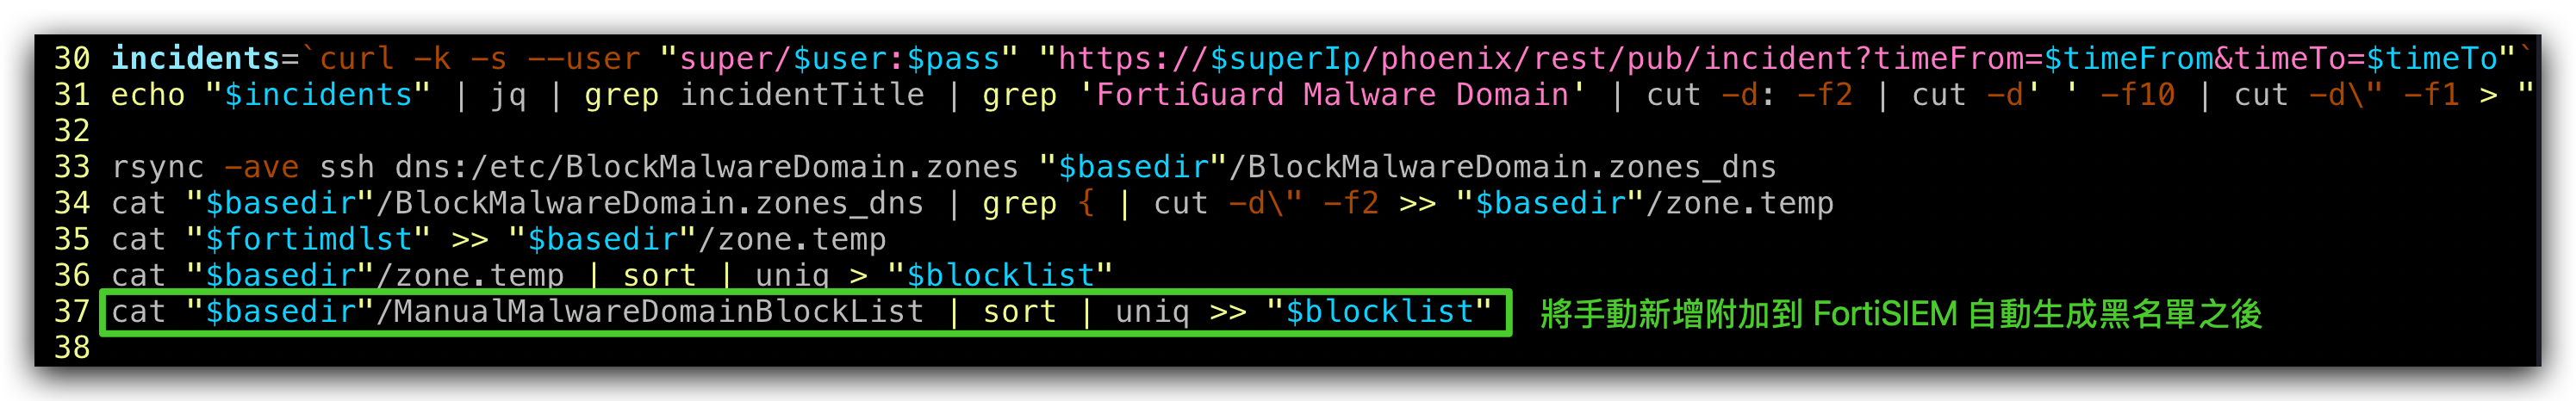 30 incidents=`curl -k -s --user "super/$user:$pass" "https://$superIp/phoenix/rest/pub/incident?timeFrom=$timeFrom&timeTo=$timeTo"`
31 echo "$incidents" | jq | grep incidentTitle | grep 'FortiGuard Malware Domain' | cut -d: -f2 | cut -d' ' -f10 | cut -d\" -f1 > "
32
33 rsync -ave ssh dns:/etc/BlockMalwareDomain.zones "$basedir"/BlockMalwareDomain.zones_dns
34 cat "$basedir"/BlockMalwareDomain.zones_dns | grep { | cut -d\" -f2 >> "$basedir"/zone.temp
35 cat "$fortimdlst" >> "$basedir"/zone.temp
36 cat "$basedir"/zone.temp | sort | uniq > "$blocklist"
37 cat "$basedir"/ManualMalwareDomainBlockList | sort | uniq >> "$blocklist" 將手動新增附加到 FortiSIEM 自動生成黑名單之後
38